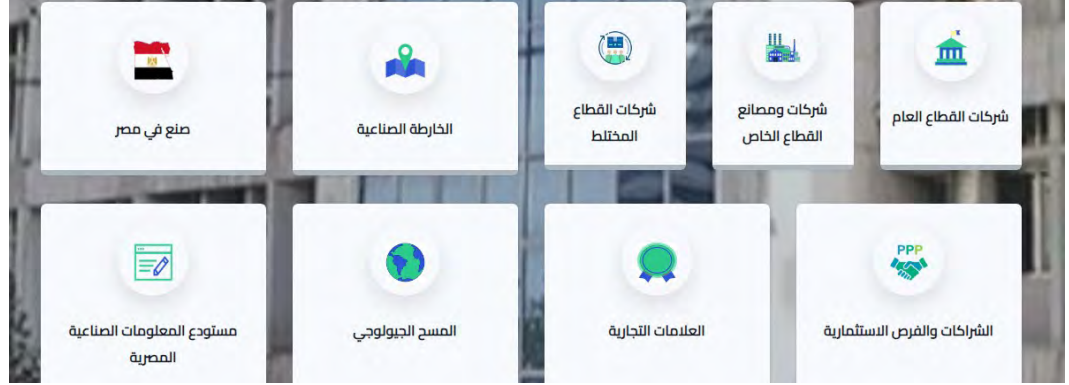 شركات القطاع العام
شركات ومصانع
القطاع الخاص
شركات القطاع
المختلط
الخارطة الصناعية
صنع في مصر
PPP
الشراكات والفرص الاستثمارية
العلامات التجارية
المسح الجيولوجي
مستودع المعلومات الصناعية
المصرية